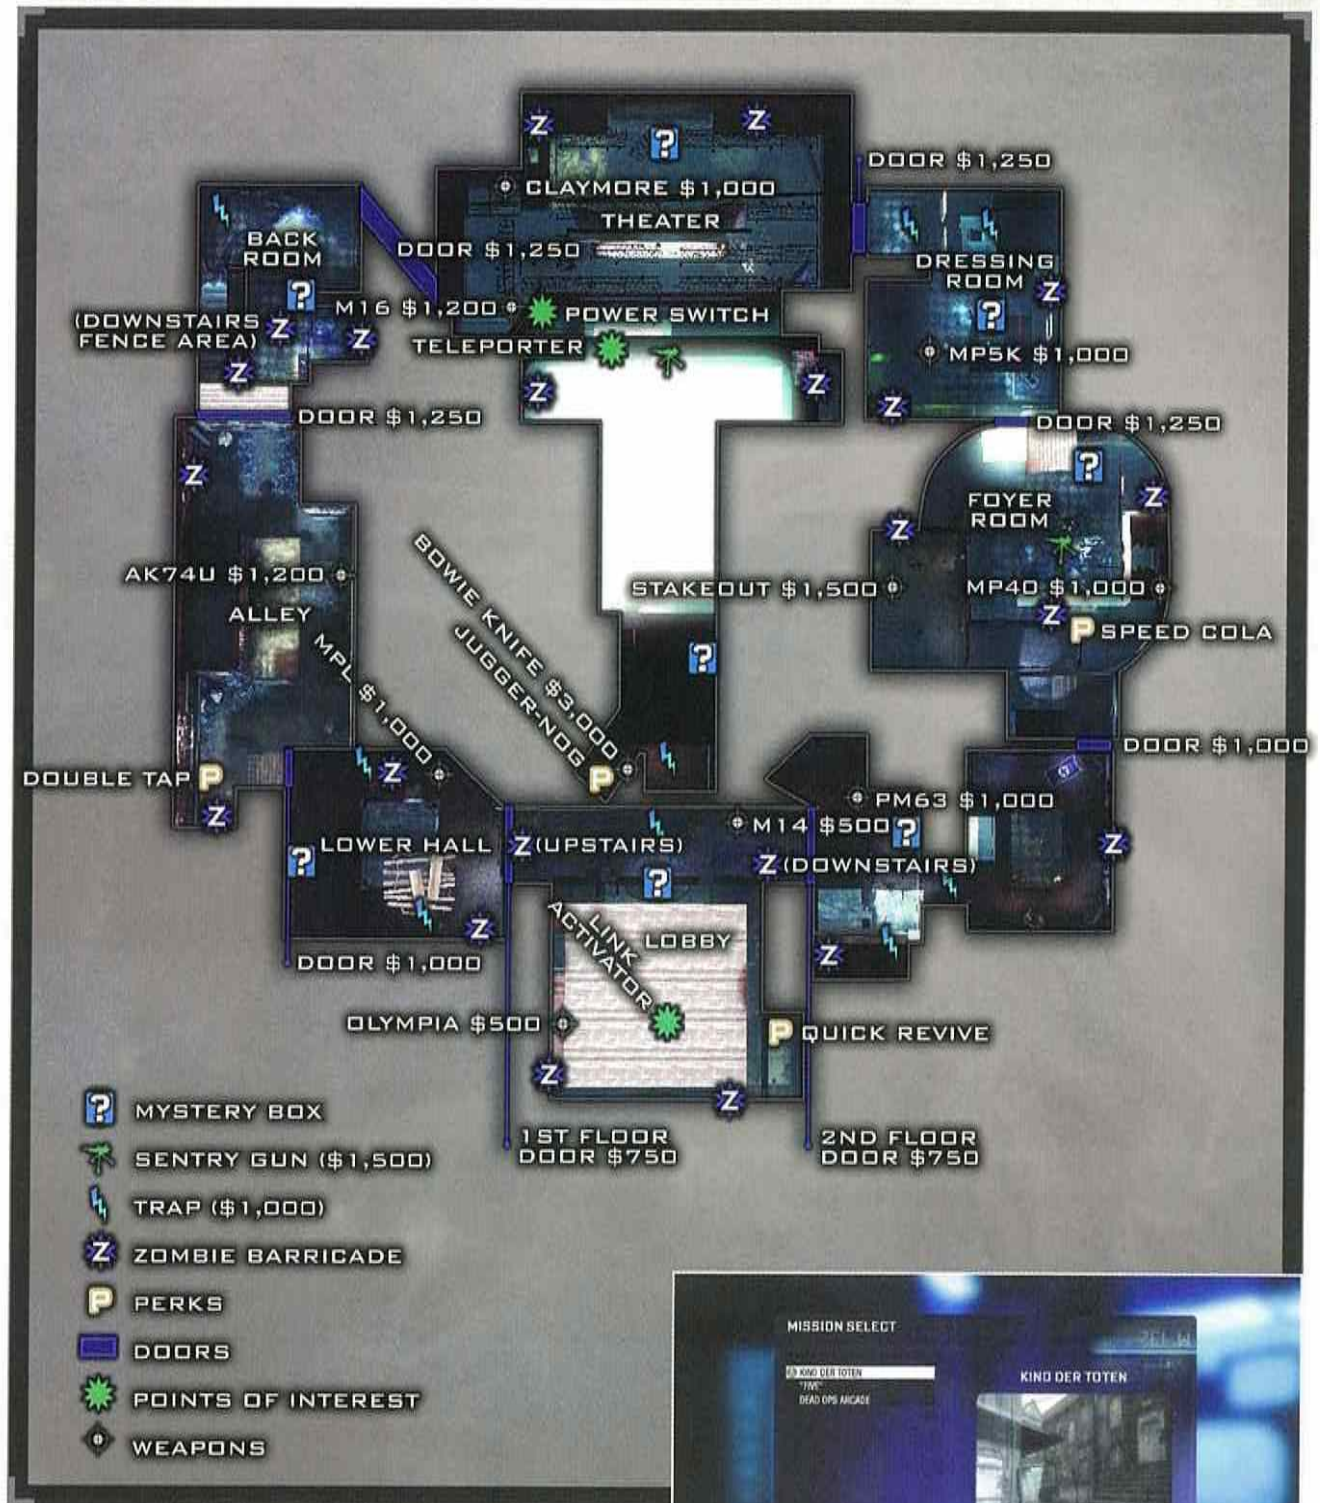 DOOR $1,250
CLAYMORE $1,000
THEATER
BACK
ROOM
DOOR $1,250
DRESSING
ROOM
M16 $1,200
POWER SWITCH
(DOWNSTAIRS
FENCE AREA)
TELEPORTER
MP5K $1,000
DOOR $1,250
DOOR $1,250
FOYER
ROOM
AK74U $1,200
STAKEOUT $1,500
MP40 $1,000
ALLEY
SPEED COLA
BOWIE KNIFE $3,000
JUGGER-NOG
MPL $1,000
DOOR $1,000
DOUBLE TAP
PM63 $1,000
M14 $500
LOWER HALL
(UPSTAIRS)
(DOWNSTAIRS)
LINK
ACTIVATOR
LOBBY
DOOR $1,000
OLYMPIA $500
QUICK REVIVE
1ST FLOOR
DOOR $750
2ND FLOOR
DOOR $750
? MYSTERY BOX
SENTRY GUN ($1,500)
TRAP ($1,000)
Z ZOMBIE BARRICADE
P PERKS
DOORS
POINTS OF INTEREST
WEAPONS
MISSION SELECT
KINO DER TOTEN
"FIVE"
DEAD OPS ARCADE
KINO DER TOTEN